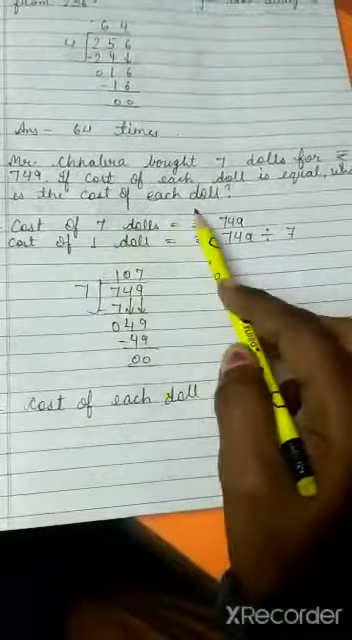 from 256
64
4 256
-24↓
016
-16
00
Ans - 64 times.
Mr. Chhabra bought 7 dolls for ₹
749. If cost of each doll is equal,
is the cost of each doll?
Cost of 7 dolls = 749
cost of 1 doll = 749 ÷ 7
107
7 749
7↓↓
049
-49
00
cost of each doll
XRecorder